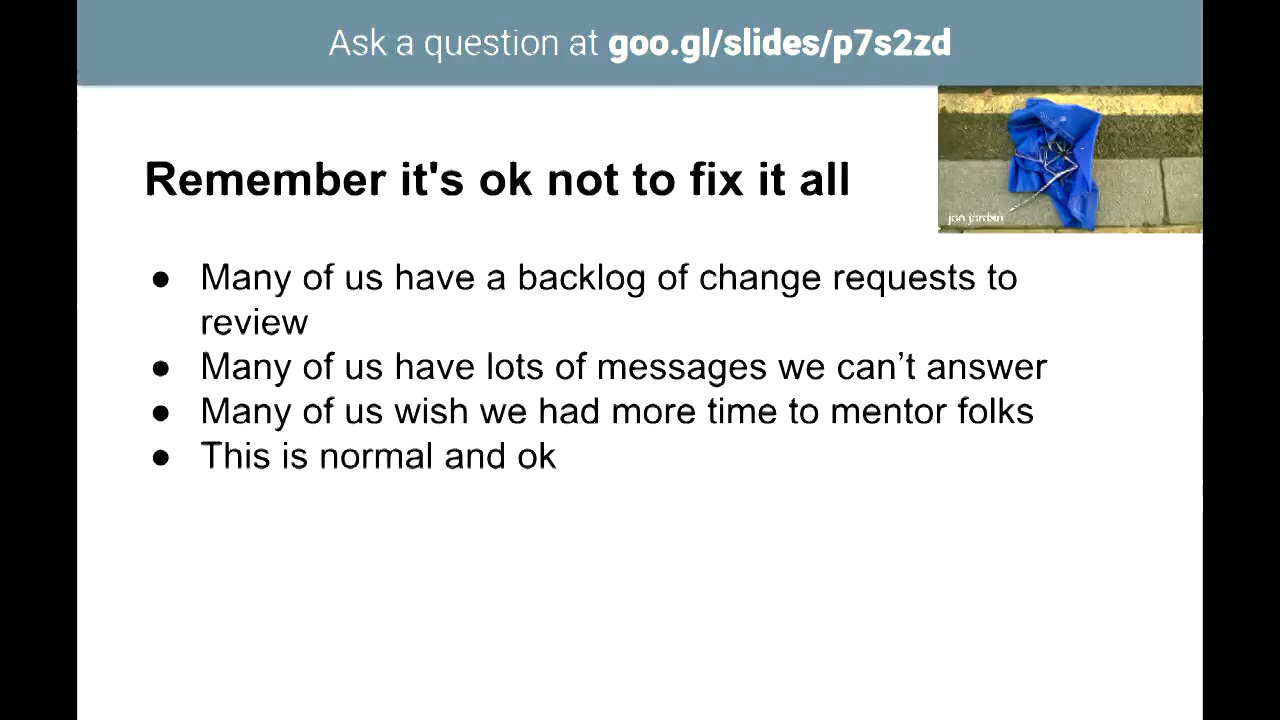 Ask a question at goo.gl/slides/p7s2zd
Remember it's ok not to fix it all
jon jordan
● Many of us have a backlog of change requests to
review
● Many of us have lots of messages we can’t answer
● Many of us wish we had more time to mentor folks
● This is normal and ok